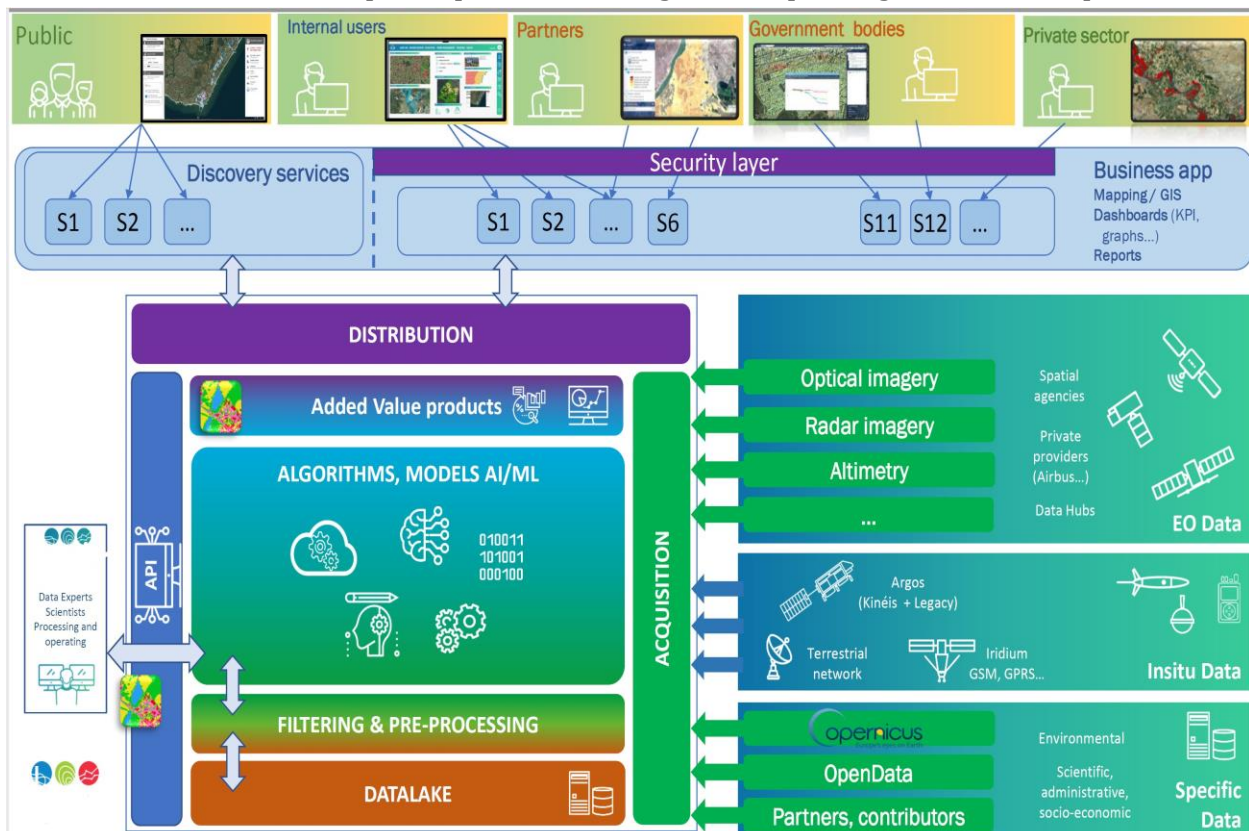 Public
Internal users
Partners
Government bodies
Private sector
Security layer
Discovery services
S1
S2
...
S1
S2
...
S6
S11
S12
...
Business app
Mapping / GIS
Dashboards (KPI,
graphs...)
Reports
DISTRIBUTION
Added Value products
ALGORITHMS, MODELS AI/ML
010011
101001
000100
API
Data Experts
Scientists
Processing and
operating
FILTERING & PRE-PROCESSING
DATALAKE
ACQUISITION
Optical imagery
Radar imagery
Altimetry
...
Spatial
agencies
Private
providers
(Airbus...)
Data Hubs
EO Data
Argos
(Kinéis + Legacy)
Terrestrial
network
Iridium
GSM, GPRS...
Insitu Data
opernicus
OpenData
Partners, contributors
Environmental
Scientific,
administrative,
socio-economic
Specific
Data